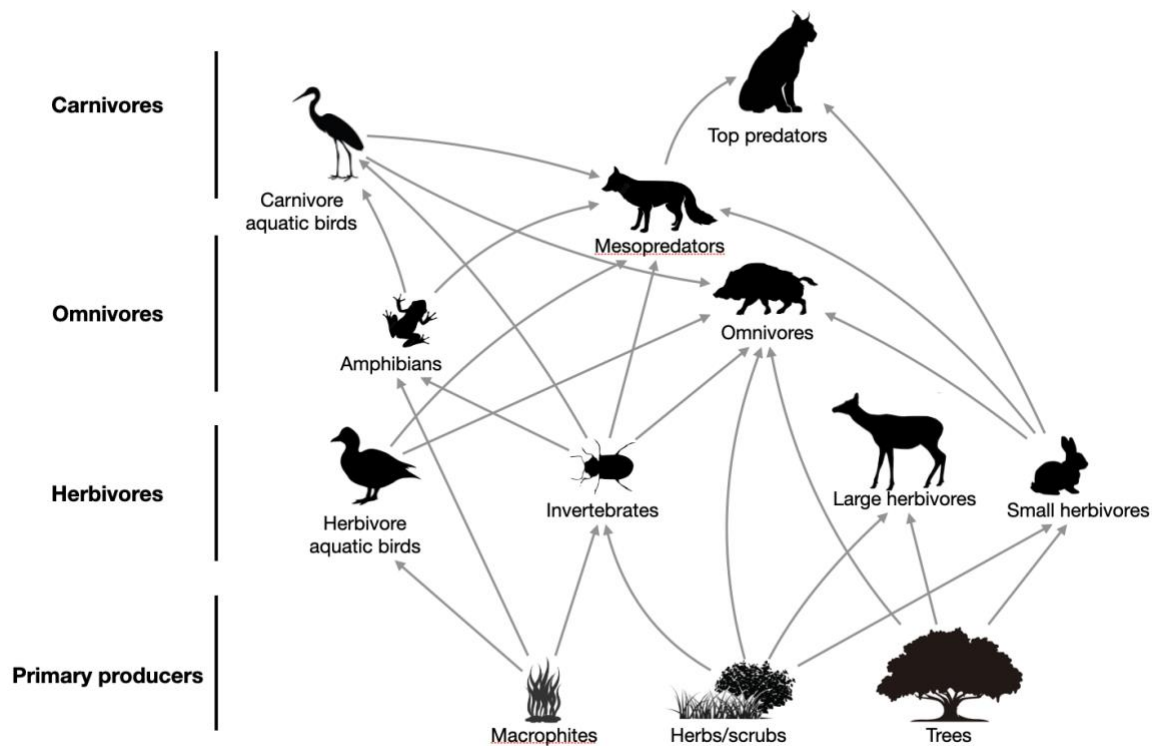 Carnivores
Top predators
Carnivore
aquatic birds
Mesopredators
Omnivores
Omnivores
Amphibians
Herbivores
Large herbivores
Invertebrates
Small herbivores
Herbivore
aquatic birds
Primary producers
Macrophites
Herbs/scrubs
Trees